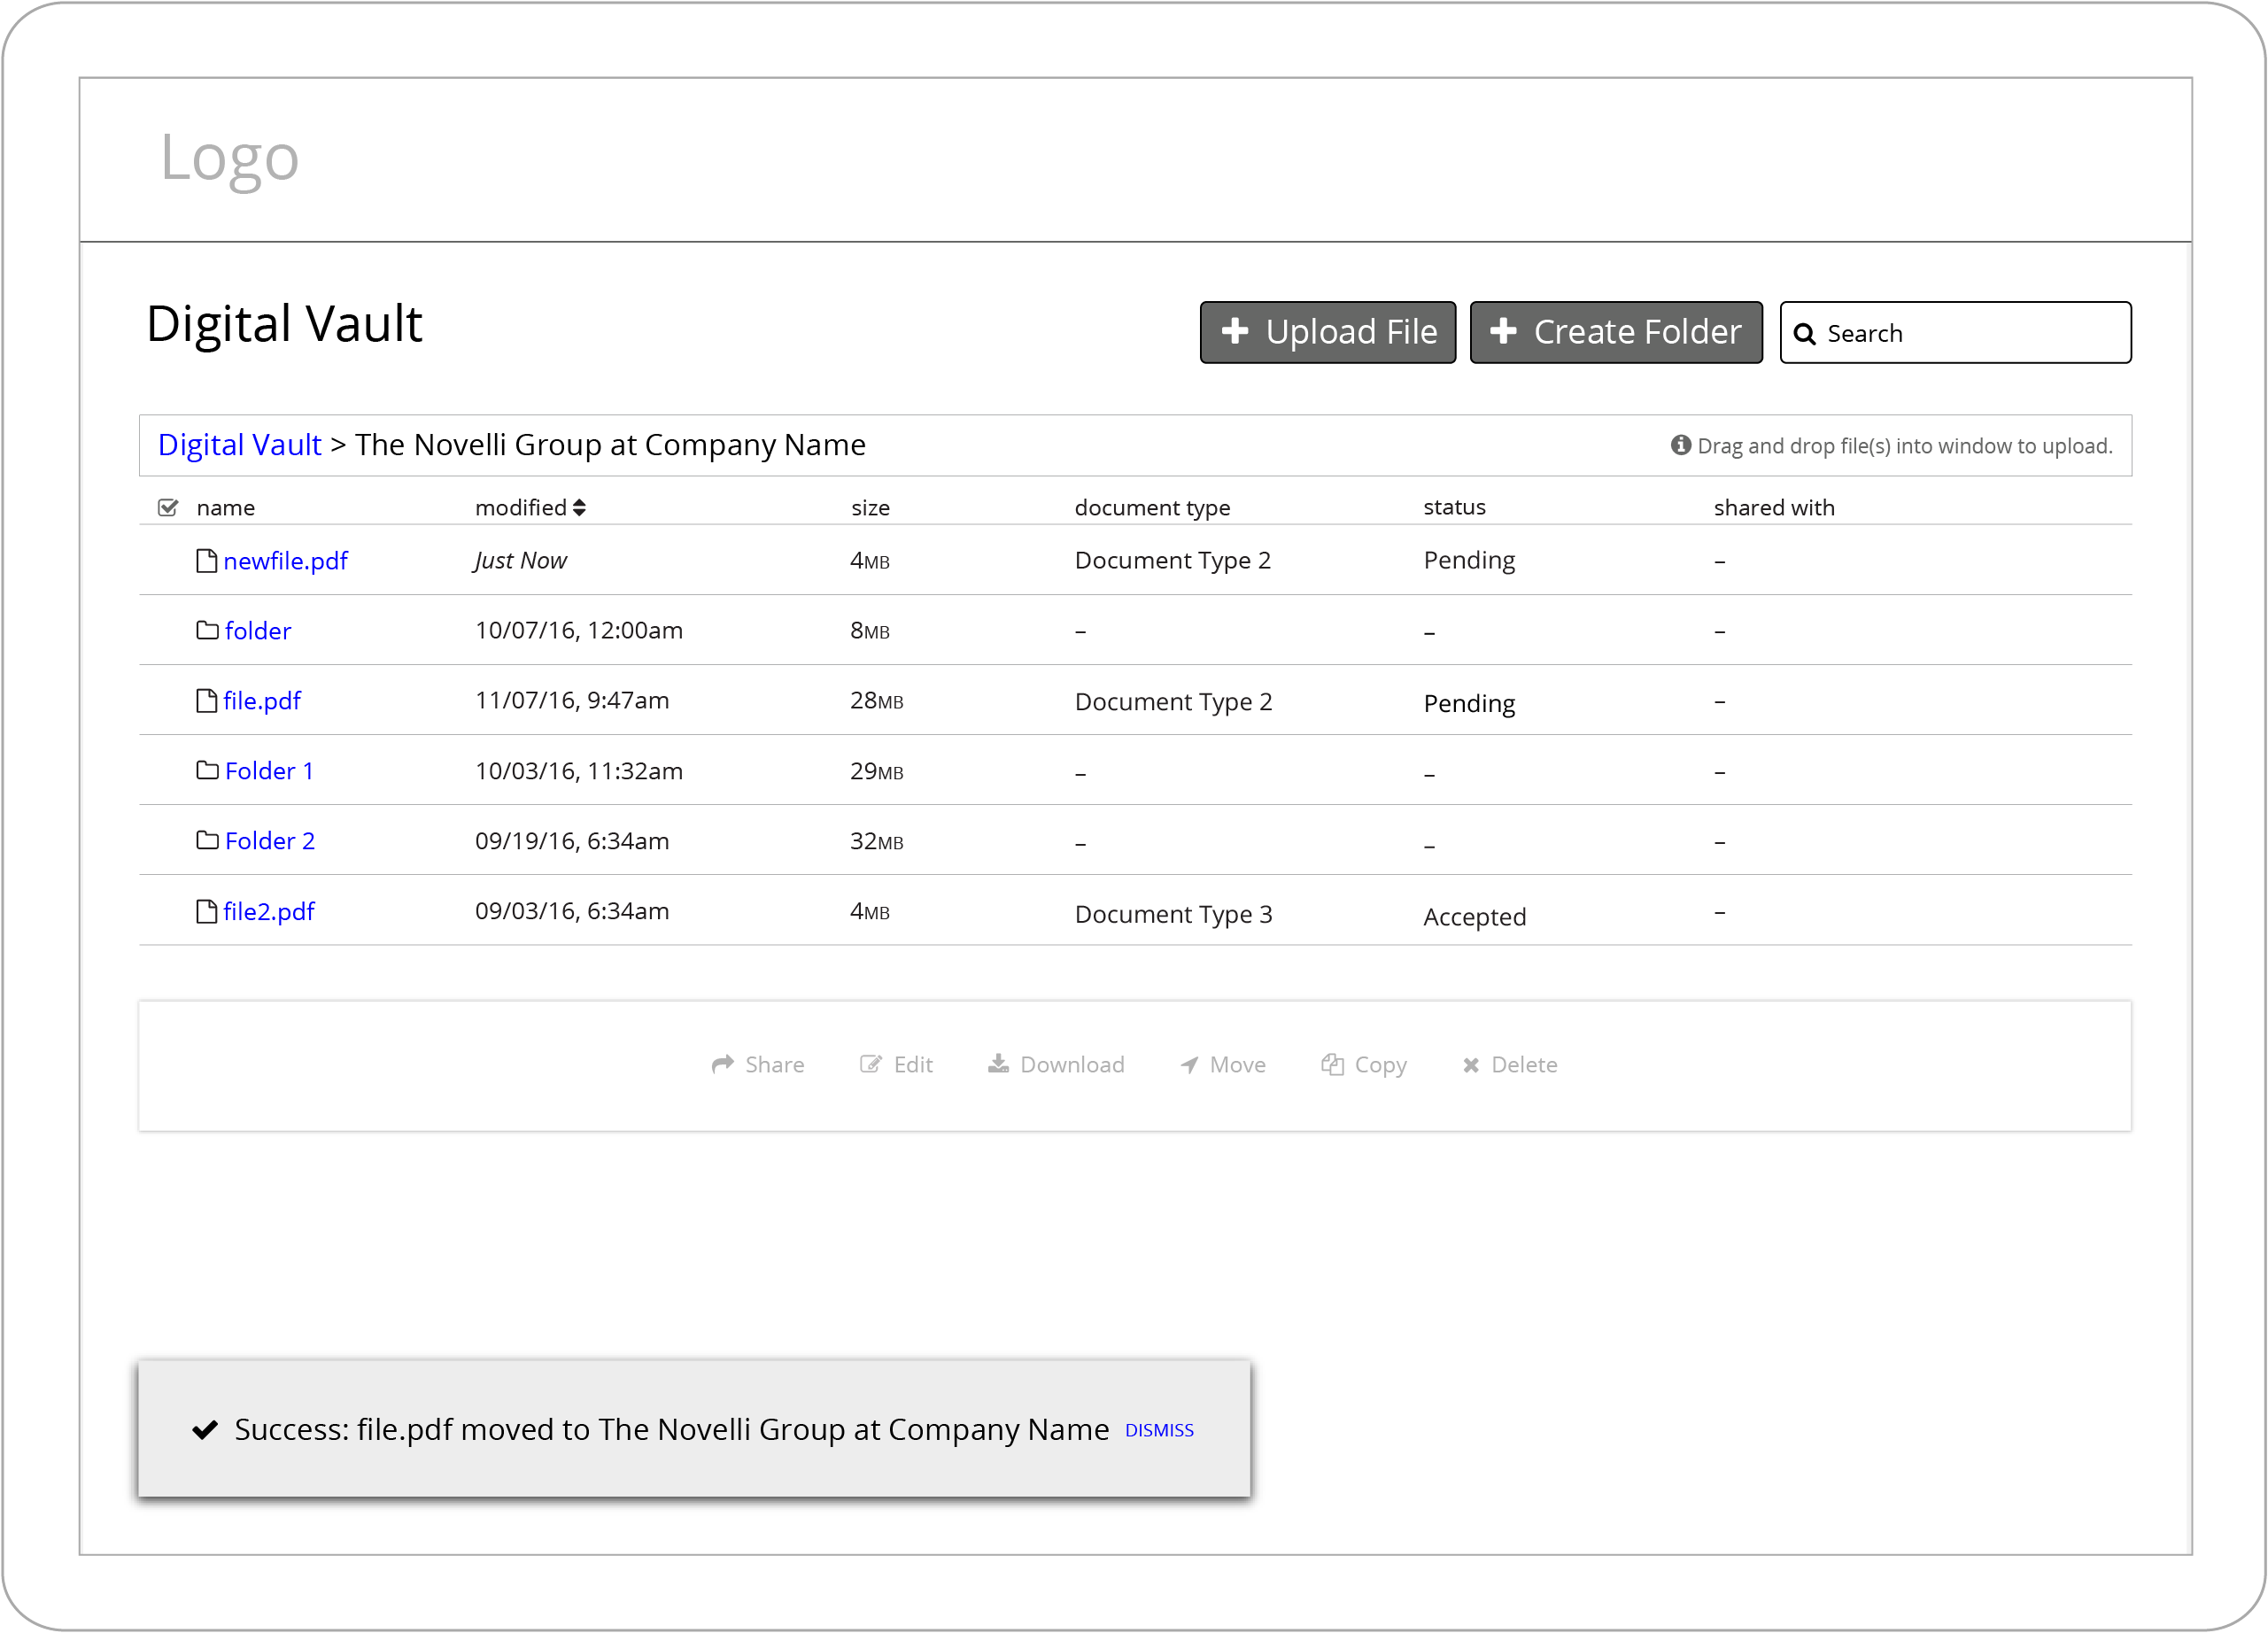 Logo
Digital Vault
Upload File
Create Folder
Search
Digital Vault > The Novelli Group at Company Name
Drag and drop file(s) into window to upload.
name modified size document type status shared with
newfile.pdf Just Now 4MB Document Type 2 Pending –
folder 10/07/16, 12:00am 8MB – – –
file.pdf 11/07/16, 9:47am 28MB Document Type 2 Pending –
Folder 1 10/03/16, 11:32am 29MB – – –
Folder 2 09/19/16, 6:34am 32MB – – –
file2.pdf 09/03/16, 6:34am 4MB Document Type 3 Accepted –
Share Edit Download Move Copy Delete
Success: file.pdf moved to The Novelli Group at Company Name DISMISS